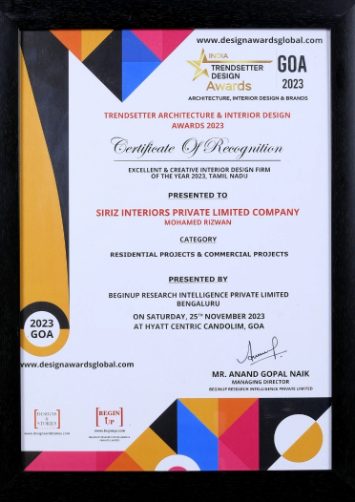 www.designawardsglobal.com
INDIA
TRENDSETTER
DESIGN
Awards
GOA
2023
ARCHITECTURE, INTERIOR DESIGN & BRANDS
TRENDSETTER ARCHITECTURE & INTERIOR DESIGN
AWARDS 2023
Certificate Of Recognition
EXCELLENT & CREATIVE INTERIOR DESIGN FIRM
OF THE YEAR 2023, TAMIL NADU
PRESENTED TO
SIRIZ INTERIORS PRIVATE LIMITED COMPANY
MOHAMED RIZWAN
CATEGORY
RESIDENTIAL PROJECTS & COMMERCIAL PROJECTS
PRESENTED BY
BEGINUP RESEARCH INTELLIGENCE PRIVATE LIMITED
BENGALURU
ON SATURDAY, 25TH NOVEMBER 2023
AT HYATT CENTRIC CANDOLIM, GOA
2023
GOA
www.designawardsglobal.com
MR. ANAND GOPAL NAIK
MANAGING DIRECTOR
BEGINUP RESEARCH INTELLIGENCE PRIVATE LIMITED
DESIGNS
&
STORIES
BEGIN
UP